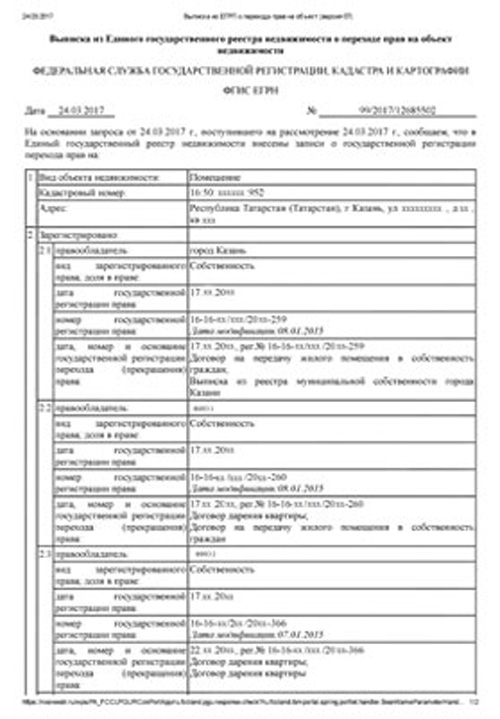 24.03.2017 Выписка из ЕГРП о переходе прав на объект (версия 07)
Выписка из Единого государственного реестра недвижимости о переходе прав на объект
недвижимости
ФЕДЕРАЛЬНАЯ СЛУЖБА ГОСУДАРСТВЕННОЙ РЕГИСТРАЦИИ, КАДАСТРА И КАРТОГРАФИИ
ФГИС ЕГРН
Дата 24.03.2017 № 99/2017/12685502
На основании запроса от 24.03.2017 г., поступившего на рассмотрение 24.03.2017 г., сообщаем, что в
Единый государственный реестр недвижимости внесены записи о государственной регистрации
перехода прав на:
1 Вид объекта недвижимости: Помещение
Кадастровый номер: 16:50 xxxxxx :952
Адрес: Республика Татарстан (Татарстан), г Казань, ул xxxxxxxxx , д xx ,
кв xxx
2 Зарегистрировано:
2.1 правообладатель: город Казань
вид зарегистрированного Собственность
права, доля в праве:
дата государственной 17.xx.20xx
регистрации права:
номер государственной 16-16-xx/xxx/20xx-259
регистрации права: Дата модификации:08.01.2015
дата, номер и основание 17.xx.20xx, рег.№ 16-16-xx/xxx/20xx-259
государственной регистрации Договор на передачу жилого помещения в собственность
перехода (прекращения) граждан;
права: Выписка из реестра муниципальной собственности города
Казани
2.2 правообладатель:
вид зарегистрированного Собственность
права, доля в праве:
дата государственной 17.xx.20xx
регистрации права:
номер государственной 16-16-xx/xxx/20xx-260
регистрации права: Дата модификации:08.01.2015
дата, номер и основание 17.xx.20xx, рег.№ 16-16-xx/xxx/20xx-260
государственной регистрации Договор дарения квартиры;
перехода (прекращения) Договор на передачу жилого помещения в собственность
права: граждан
2.3 правообладатель:
вид зарегистрированного Собственность
права, доля в праве:
дата государственной 17.xx.20xx
регистрации права:
номер государственной 16-16-xx/2xx/20xx-366
регистрации права: Дата модификации:07.01.2015
дата, номер и основание 22.xx.20xx, рег.№ 16-16-xx/xxx/20xx-366
государственной регистрации Договор дарения квартиры;
перехода (прекращения) Договор дарения квартиры
права:
1/2